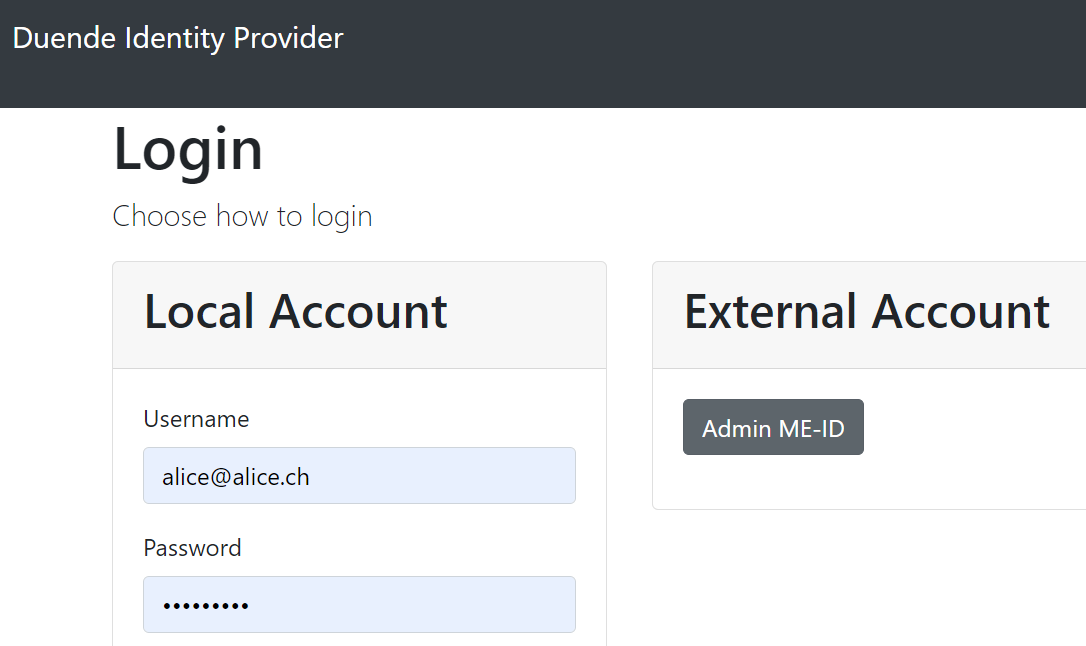 Duende Identity Provider
Login
Choose how to login
Local Account
Username
alice@alice.ch
Password
•••••••••
External Account
Admin ME-ID